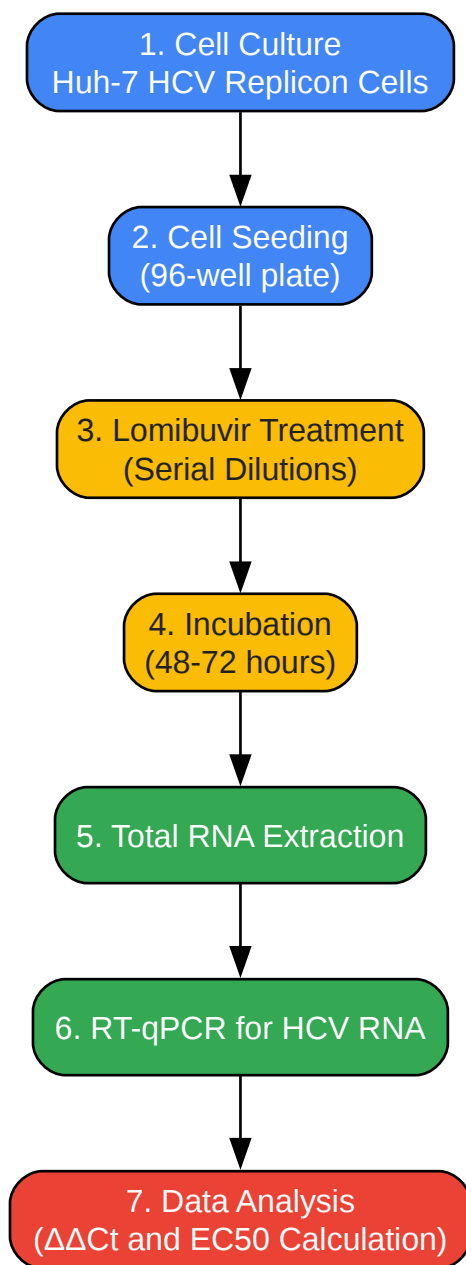 1. Cell Culture
Huh-7 HCV Replicon Cells
2. Cell Seeding
(96-well plate)
3. Lomibuvir Treatment
(Serial Dilutions)
4. Incubation
(48-72 hours)
5. Total RNA Extraction
6. RT-qPCR for HCV RNA
7. Data Analysis
(ΔΔCt and EC50 Calculation)